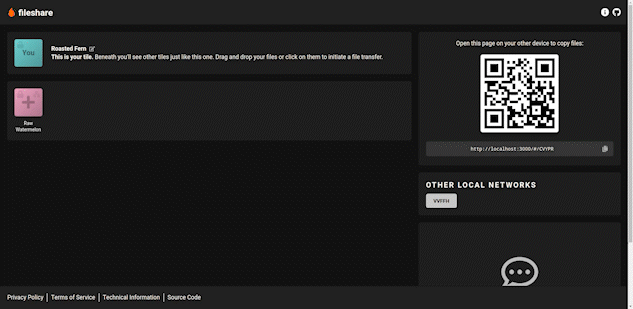 fileshare
You
Roasted Fern
This is your tile. Beneath you'll see other tiles just like this one. Drag and drop your files or click on them to initiate a file transfer.
Raw
Watermelon
Open this page on your other device to copy files:
http://localhost:3000/#/CVYPR
OTHER LOCAL NETWORKS
Privacy Policy
Terms of Service
Technical Information
Source Code